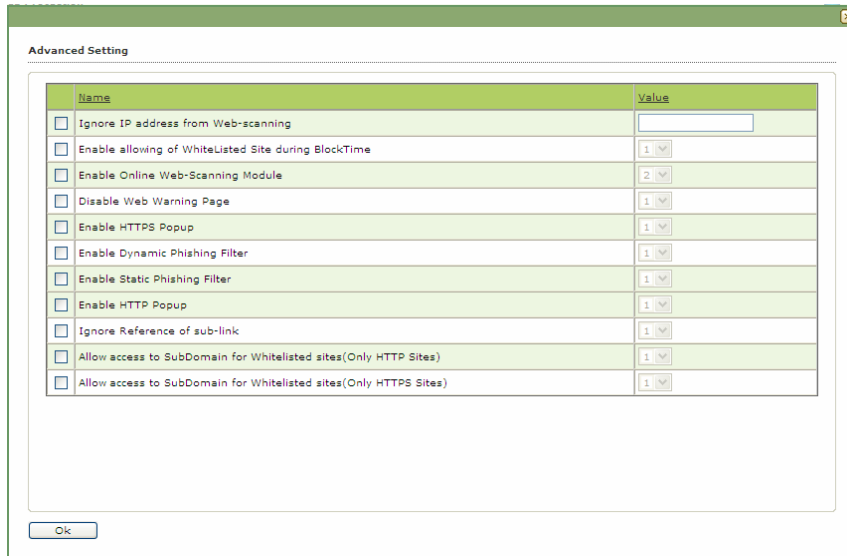 Advanced Setting
Name Value
Ignore IP address from Web-scanning
Enable allowing of WhiteListed Site during BlockTime 1
Enable Online Web-Scanning Module 2
Disable Web Warning Page 1
Enable HTTPS Popup 1
Enable Dynamic Phishing Filter 1
Enable Static Phishing Filter 1
Enable HTTP Popup 1
Ignore Reference of sub-link 1
Allow access to SubDomain for Whitelisted sites(Only HTTP Sites) 1
Allow access to SubDomain for Whitelisted sites(Only HTTPS Sites) 1
Ok